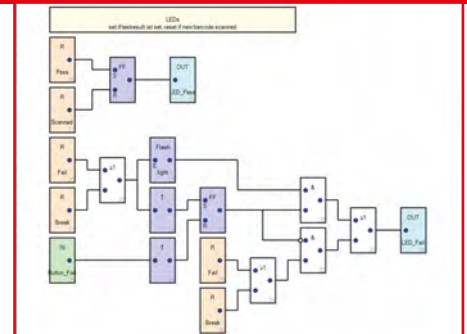 LEDs
set if testresult ist set, reset if new barcode scanned
R
Pass
FF
S
R
OUT
LED_Pass
R
Scanned
R
Fail
≥1
Flash
E
light
&
≥1
OUT
LED_Fail
R
Break
T
FF
S
R
&
IN
Button_Fail
T
R
Fail
≥1
R
Break